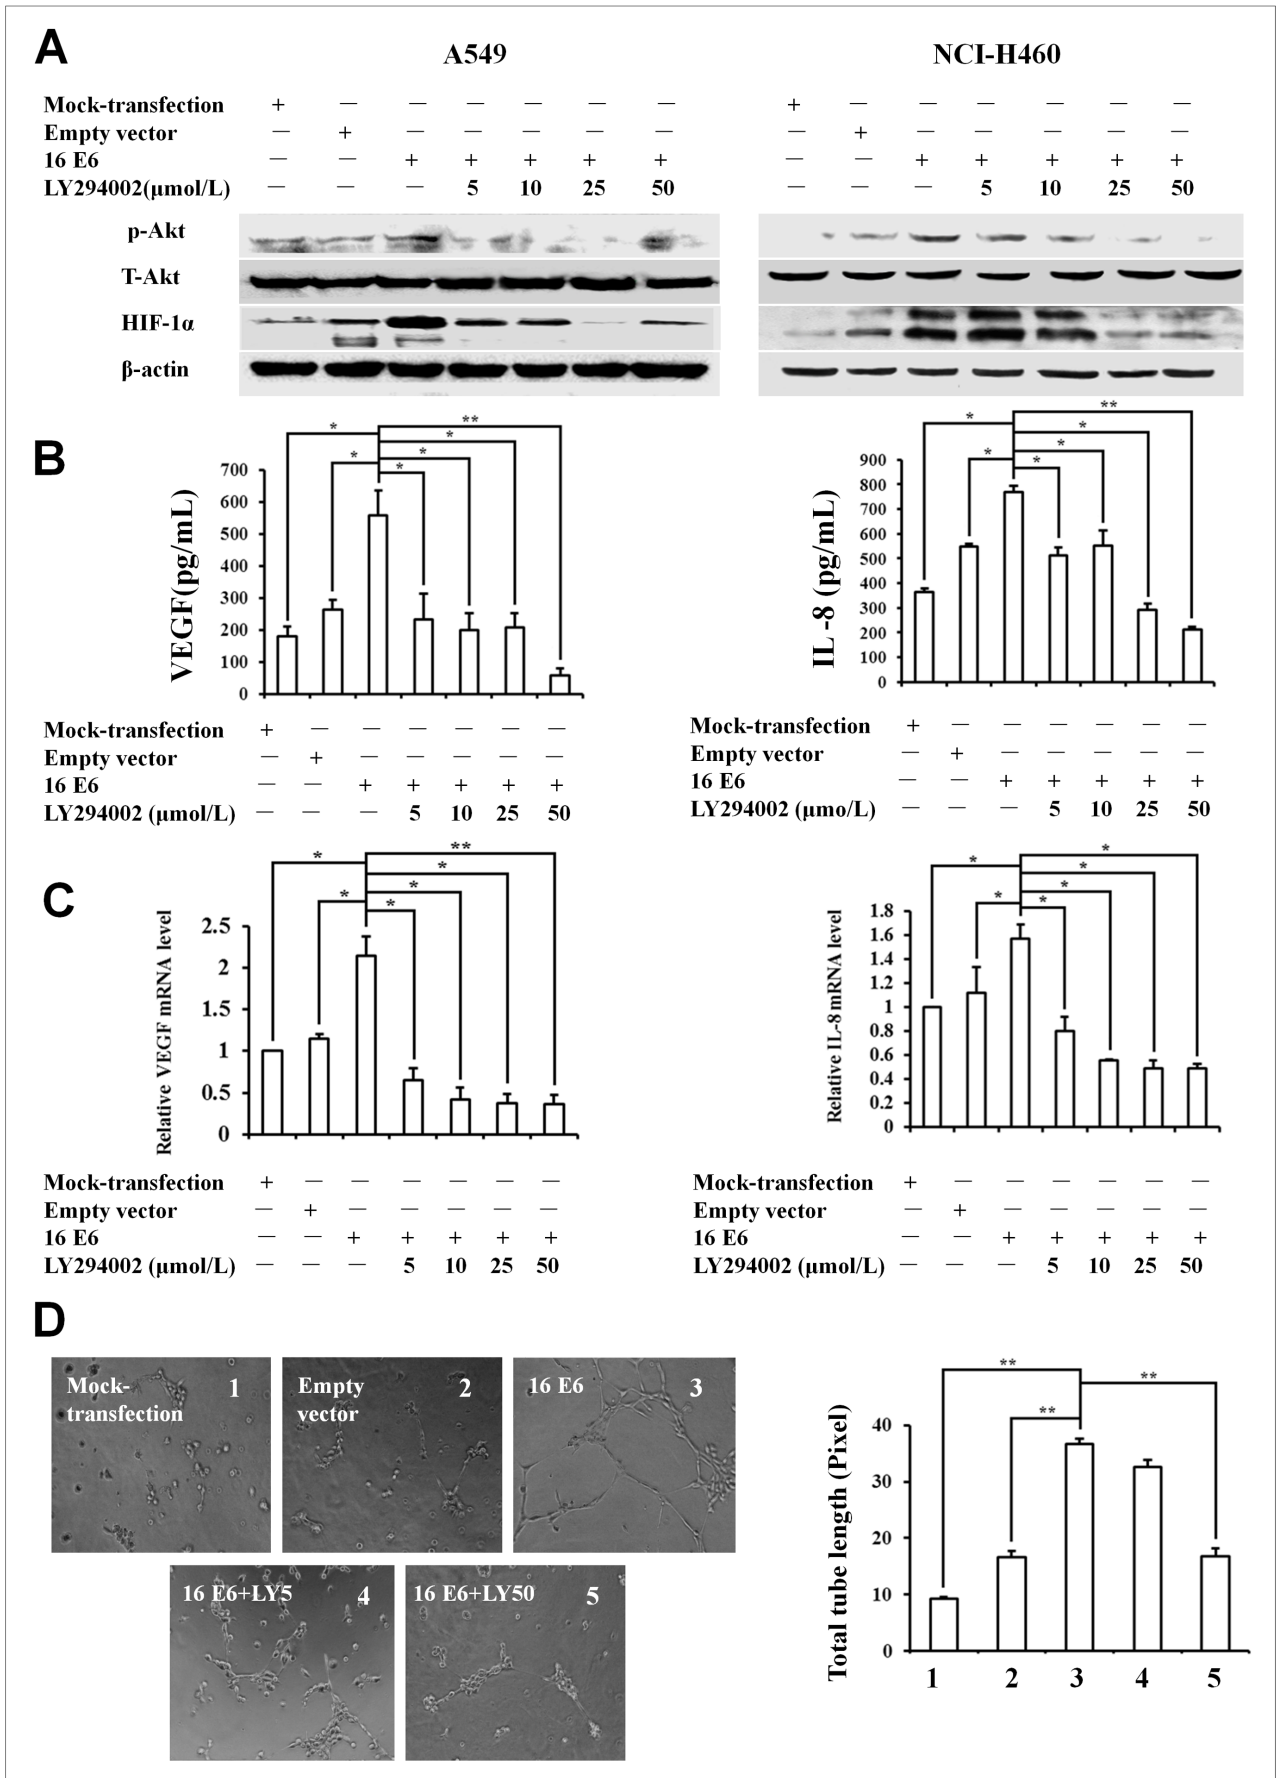 A
A549
NCI-H460
Mock-transfection + — — — — — — + — — — — — —
Empty vector — + — — — — — — + — — — — —
16 E6 — — + + + + + — — + + + + +
LY294002(μmol/L) — — — 5 10 25 50 — — — 5 10 25 50
p-Akt
T-Akt
HIF-1α
β-actin
B
VEGF(pg/mL)
700
600
500
400
300
200
100
0
* * * * * **
Mock-transfection + — — — — — —
Empty vector — + — — — — —
16 E6 — — + + + + +
LY294002 (μmol/L) — — — 5 10 25 50
IL -8 (pg/mL)
900
800
700
600
500
400
300
200
100
0
* * * * * **
Mock-transfection + — — — — — —
Empty vector — + — — — — —
16 E6 — — + + + + +
LY294002 (μmo/L) — — — 5 10 25 50
C
Relative VEGF mRNA level
2.5
2
1.5
1
0.5
0
* * * * * **
Mock-transfection + — — — — — —
Empty vector — + — — — — —
16 E6 — — + + + + +
LY294002 (μmol/L) — — — 5 10 25 50
Relative IL-8 mRNA level
1.8
1.6
1.4
1.2
1
0.8
0.6
0.4
0.2
0
* * * * * *
Mock-transfection + — — — — — —
Empty vector — + — — — — —
16 E6 — — + + + + +
LY294002 (μmol/L) — — — 5 10 25 50
D
Mock-
transfection
1
Empty
vector
2
16 E6
3
16 E6+LY5
4
16 E6+LY50
5
Total tube length (Pixel)
40
30
20
10
0
** ** **
1 2 3 4 5